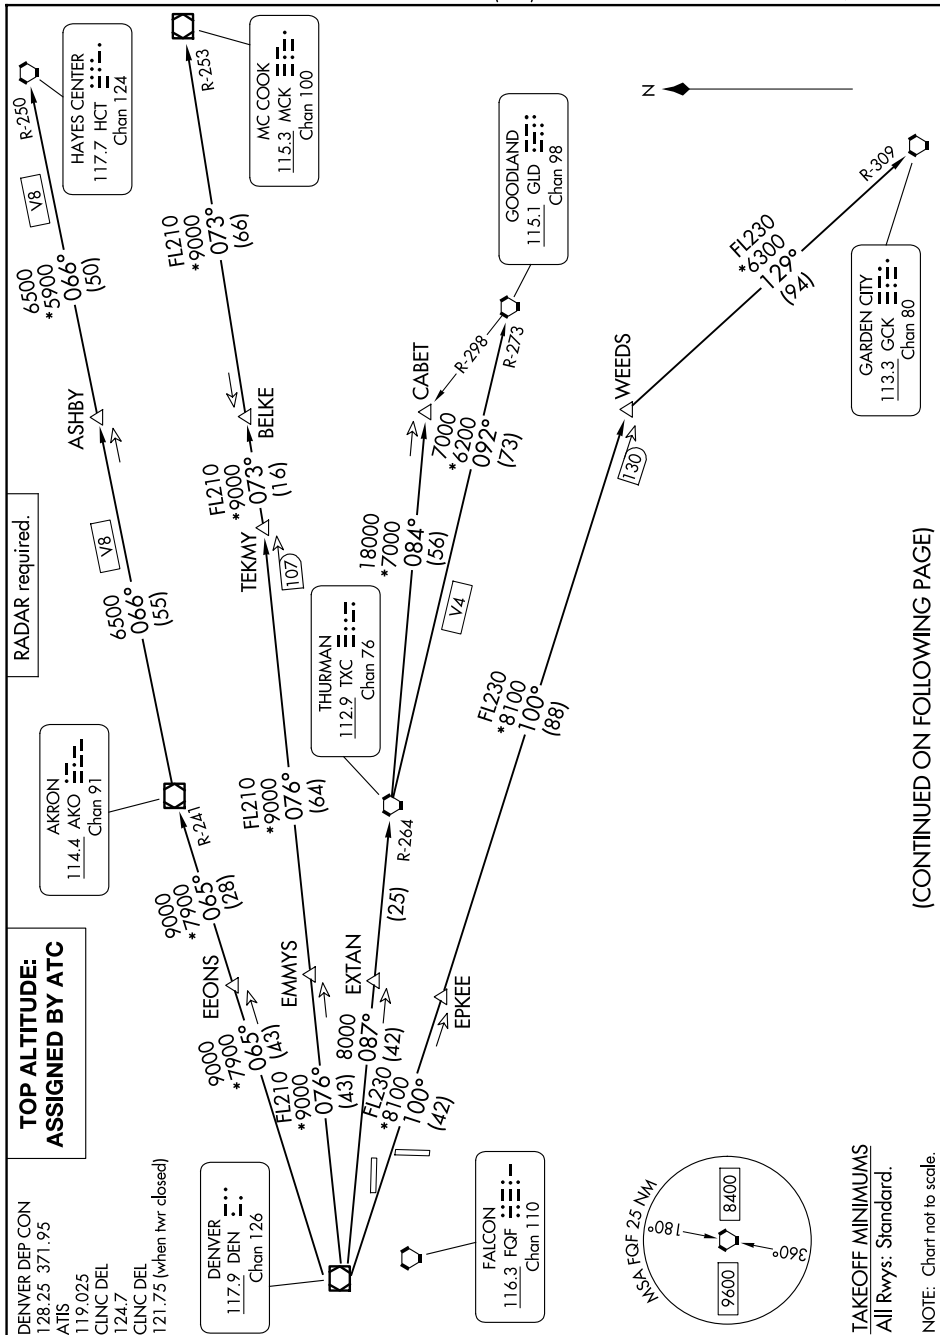 DENVER DEP CON
128.25 371.95
ATIS
119.025
CLNC DEL
124.7
CLNC DEL
121.75 (when twr closed)
TOP ALTITUDE:
ASSIGNED BY ATC
RADAR required.
AKRON
114.4 AKO
Chan 91
HAYES CENTER
117.7 HCT
Chan 124
MC COOK
115.3 MCK
Chan 100
DENVER
117.9 DEN
Chan 126
THURMAN
112.9 TXC
Chan 76
GOODLAND
115.1 GLD
Chan 98
FALCON
116.3 FQF
Chan 110
GARDEN CITY
113.3 GCK
Chan 80
9000
*7900
065°
(43)
EEONS
9000
*7900
065°
(28)
R-241
6500
066°
(55)
V8
ASHBY
6500
*5900
066°
(50)
V8
R-250
FL210
*9000
076°
(43)
EMMYS
FL210
*9000
076°
(64)
107
TEKMY
FL210
*9000
073°
(16)
BELKE
FL210
*9000
073°
(66)
R-253
8000
087°
(42)
EXTAN
(25)
R-264
18000
*7000
084°
(56)
CABET
R-298
V4
7000
*6200
092°
(73)
R-273
FL230
*8100
100°
(42)
EPKEE
FL230
*8100
100°
(88)
130
WEEDS
FL230
*6300
129°
(94)
R-309
N
MSA FQF 25 NM
180°
360°
9600
8400
TAKEOFF MINIMUMS
All Rwys: Standard.
NOTE: Chart not to scale.
(CONTINUED ON FOLLOWING PAGE)